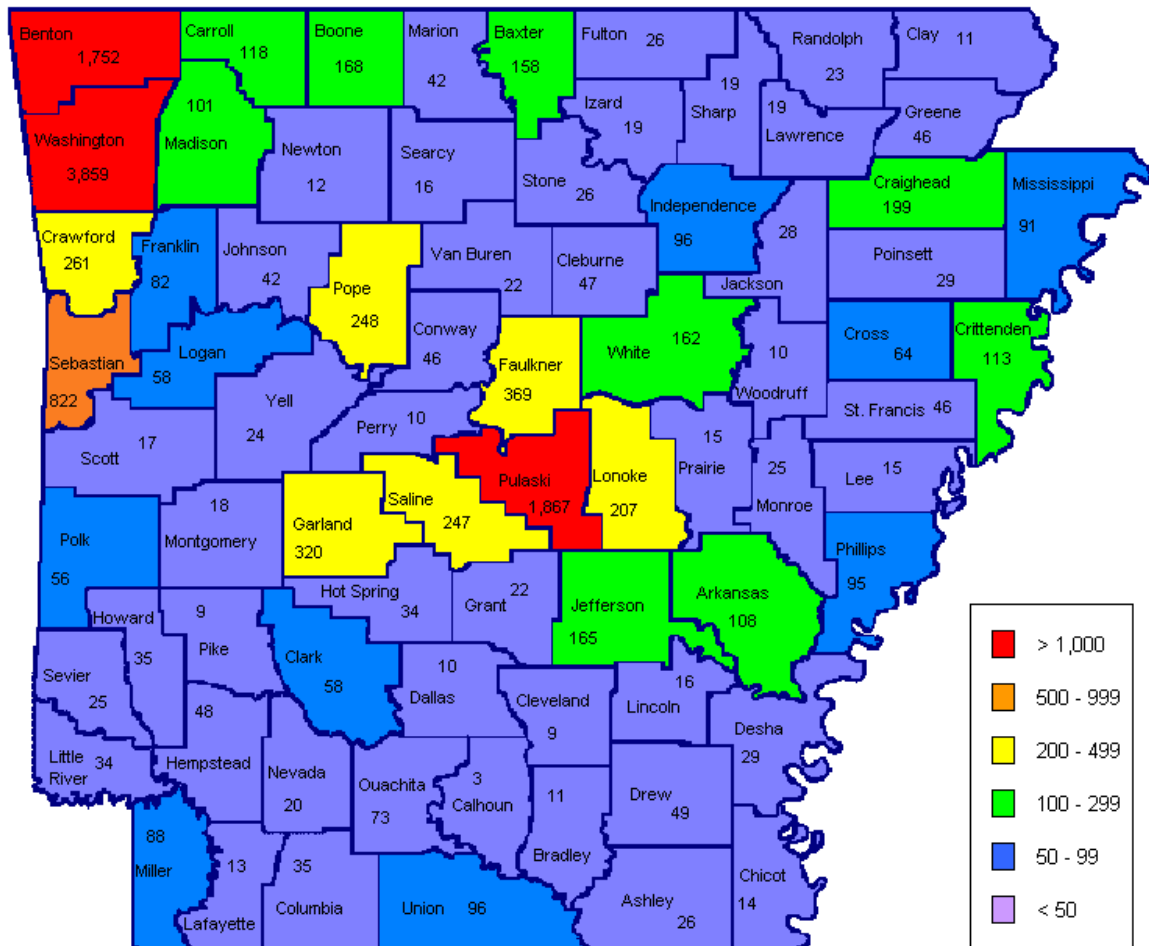 Benton
1,752
Carroll
118
Boone
168
Marion
42
Baxter
158
Fulton
26
Randolph
23
Clay
11
Washington
3,859
101
Madison
Newton
12
Searcy
16
Stone
26
Izard
19
19
Sharp
19
Lawrence
Greene
46
Craighead
199
Mississippi
91
Crawford
261
Franklin
82
Johnson
42
Pope
248
Van Buren
22
Cleburne
47
Independence
96
28
Jackson
Poinsett
29
Sebastian
822
Logan
58
Yell
24
Conway
46
Faulkner
369
White
162
10
Woodruff
Cross
64
Crittenden
113
St. Francis
46
17
Scott
Perry
10
Pulaski
1,867
Lonoke
207
15
Prairie
25
Monroe
15
Lee
Polk
56
18
Montgomery
Garland
320
Saline
247
Hot Spring
34
22
Grant
Jefferson
165
Arkansas
108
Phillips
95
Howard
35
9
Pike
Clark
58
10
Dallas
Cleveland
9
16
Lincoln
Desha
29
Sevier
25
Little
River
34
48
Hempstead
Nevada
20
Ouachita
73
3
Calhoun
11
Bradley
Drew
49
88
Miller
13
Lafayette
35
Columbia
Union
96
Ashley
26
Chicot
14
> 1,000
500 - 999
200 - 499
100 - 299
50 - 99
< 50